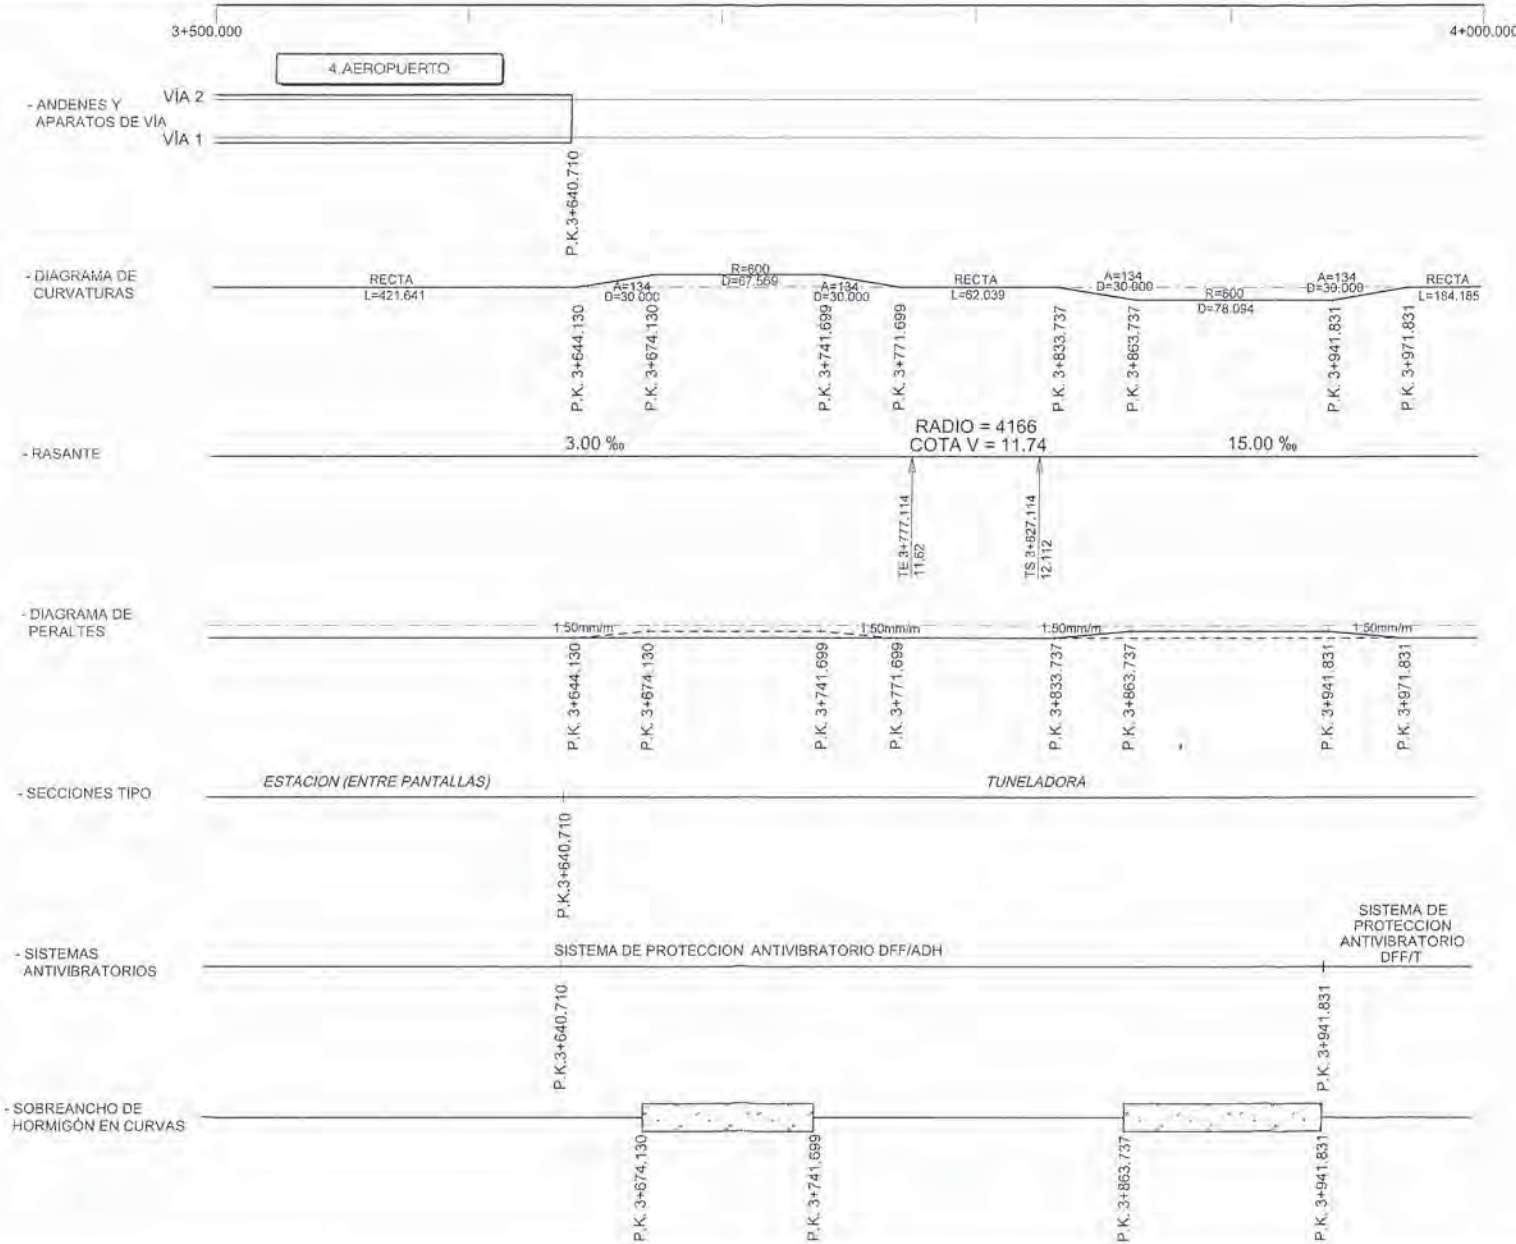 3+500.000
4+000.000
4.AEROPUERTO
- ANDENES Y
APARATOS DE VÍA
VÍA 2
VÍA 1
P.K.3+640.710
- DIAGRAMA DE
CURVATURAS
RECTA
L=421.641
A=134
D=30.000
R=600
D=67.569
A=134
D=30.000
RECTA
L=62.039
A=134
D=30.000
R=600
D=78.094
A=134
D=30.000
RECTA
L=184.185
P.K. 3+644.130
P.K. 3+674.130
P.K. 3+741.699
P.K. 3+771.699
P.K. 3+833.737
P.K. 3+863.737
P.K. 3+941.831
P.K. 3+971.831
- RASANTE
3.00 ‰
RADIO = 4166
COTA V = 11.74
15.00 ‰
TE 3+777.114
11.62
TS 3+827.114
12.112
- DIAGRAMA DE
PERALTES
1.50mm/m
1.50mm/m
1.50mm/m
1.50mm/m
P.K. 3+644.130
P.K. 3+674.130
P.K. 3+741.699
P.K. 3+771.699
P.K. 3+833.737
P.K. 3+863.737
P.K. 3+941.831
P.K. 3+971.831
- SECCIONES TIPO
ESTACION (ENTRE PANTALLAS)
TUNELADORA
P.K.3+640.710
- SISTEMAS
ANTIVIBRATORIOS
SISTEMA DE PROTECCION ANTIVIBRATORIO DFF/ADH
SISTEMA DE
PROTECCION
ANTIVIBRATORIO
DFF/T
P.K.3+640.710
P.K. 3+941.831
- SOBREANCHO DE
HORMIGÓN EN CURVAS
P.K. 3+674.130
P.K. 3+741.699
P.K. 3+863.737
P.K. 3+941.831